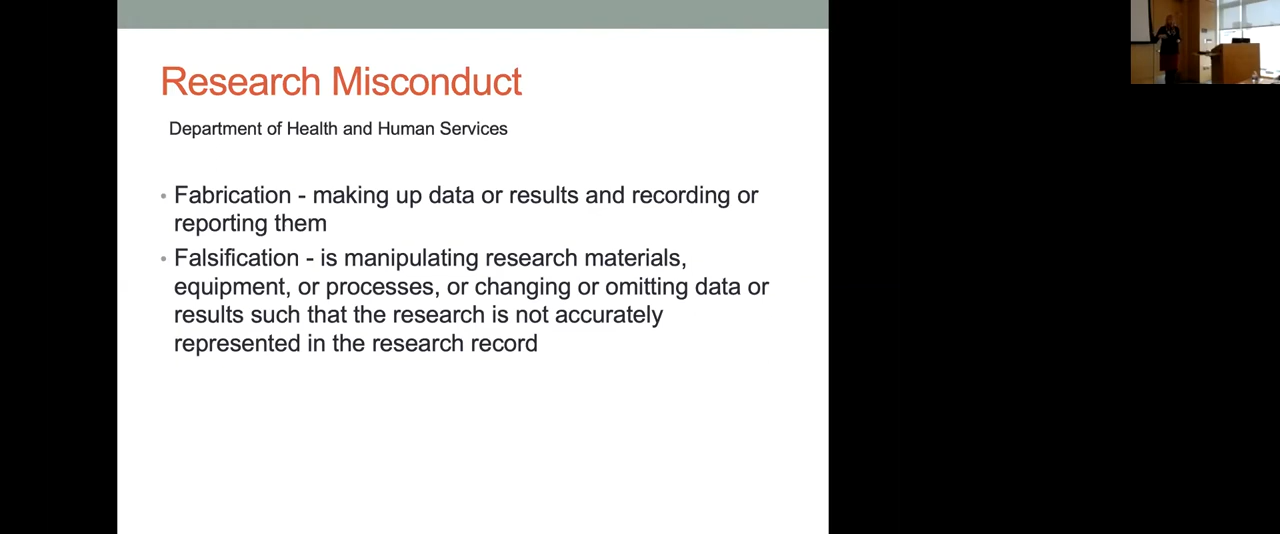 Research Misconduct
Department of Health and Human Services
• Fabrication - making up data or results and recording or
reporting them
• Falsification - is manipulating research materials,
equipment, or processes, or changing or omitting data or
results such that the research is not accurately
represented in the research record